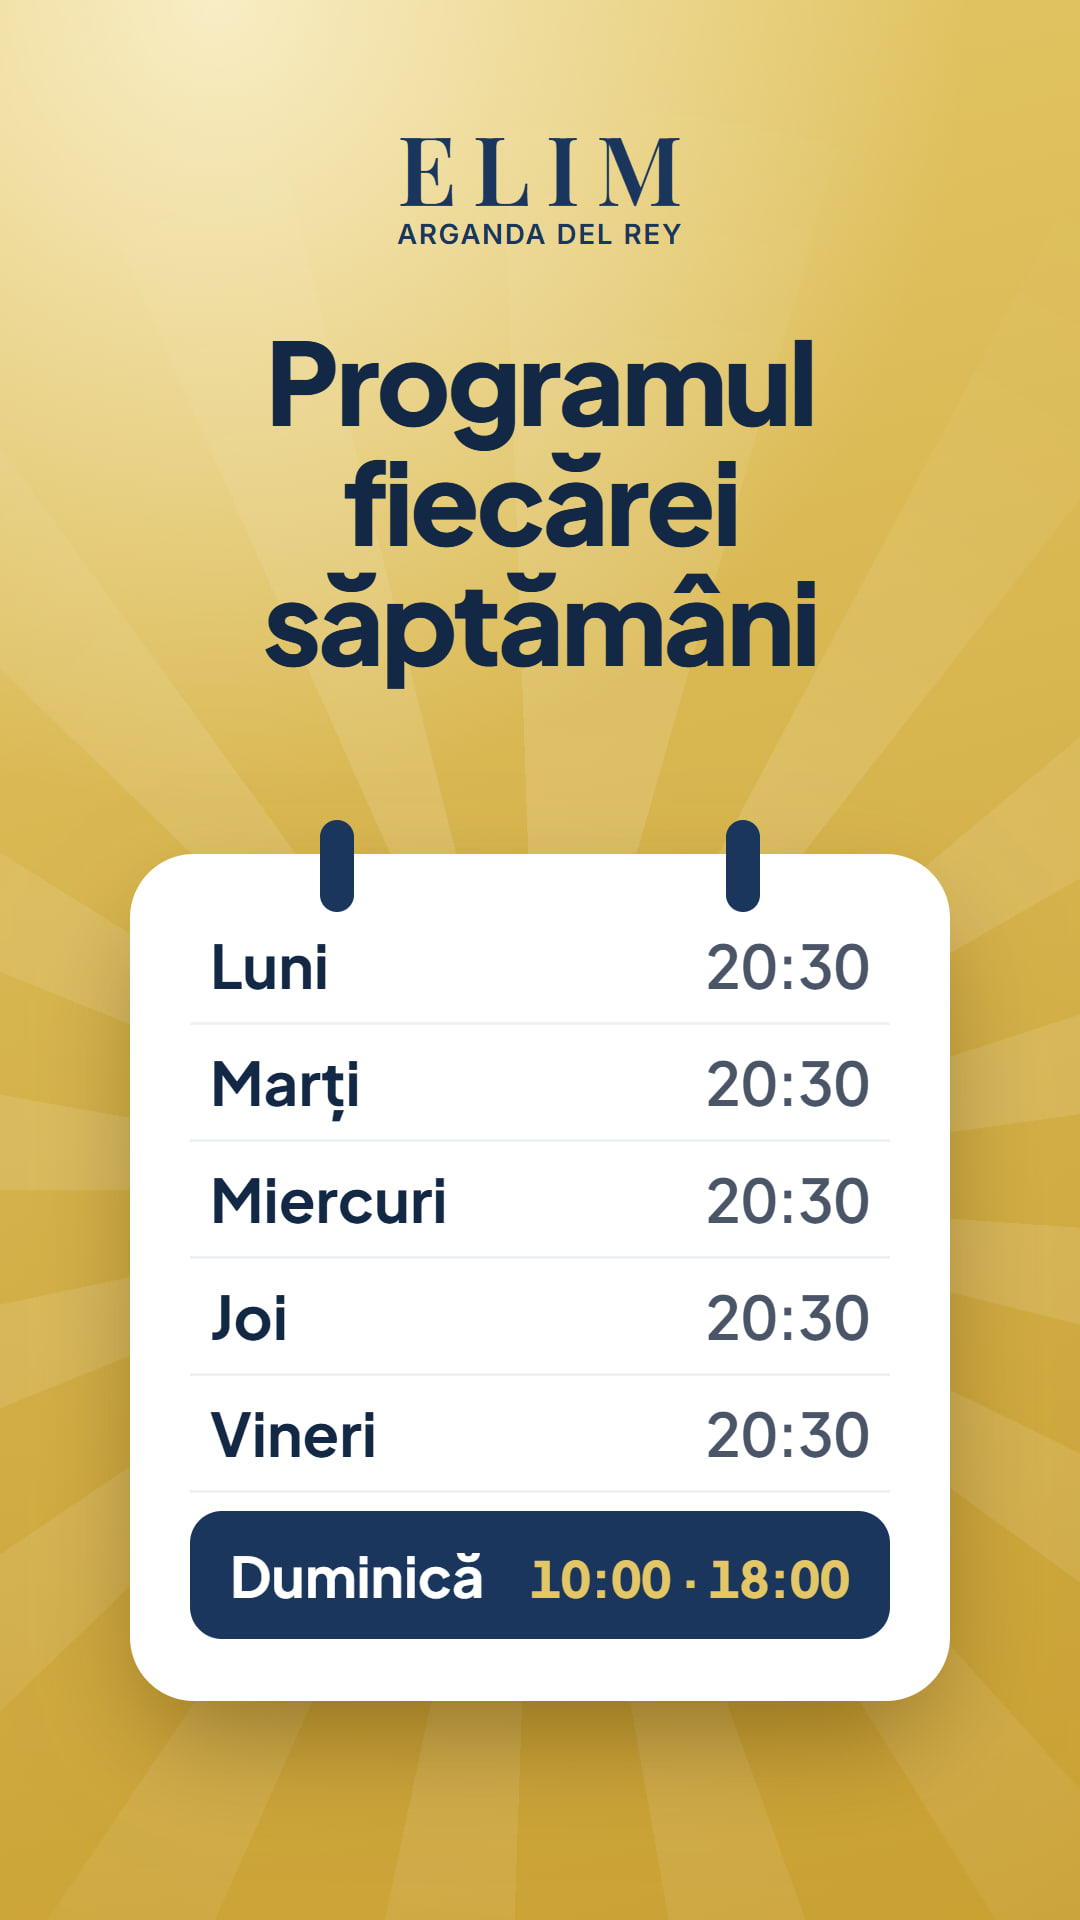 ELIM
ARGANDA DEL REY
Programul
fiecărei
săptămâni
Luni 20:30
Marți 20:30
Miercuri 20:30
Joi 20:30
Vineri 20:30
Duminică 10:00 · 18:00